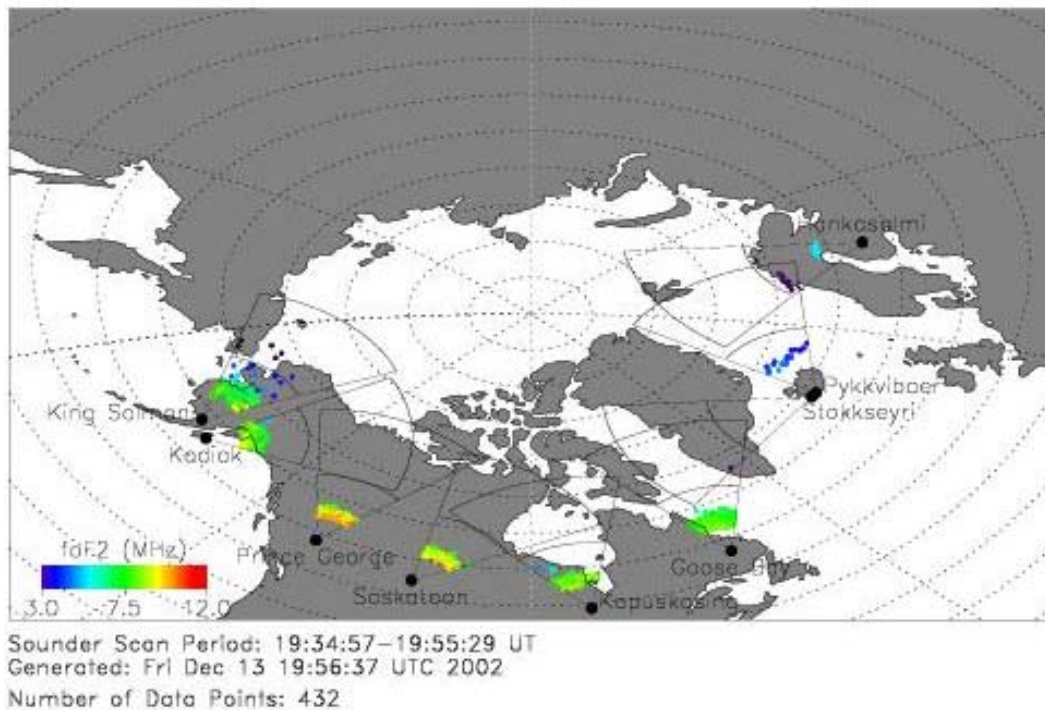 Hankasalmi
Pykkvibaer
Stokkseyri
King Salmon
Kodiak
Prince George
Saskatoon
Kapuskasing
Goose Bay
foF2 (MHz)
3.0 -7.5 -12.0
Sounder Scan Period: 19:34:57-19:55:29 UT
Generated: Fri Dec 13 19:56:37 UTC 2002
Number of Data Points: 432